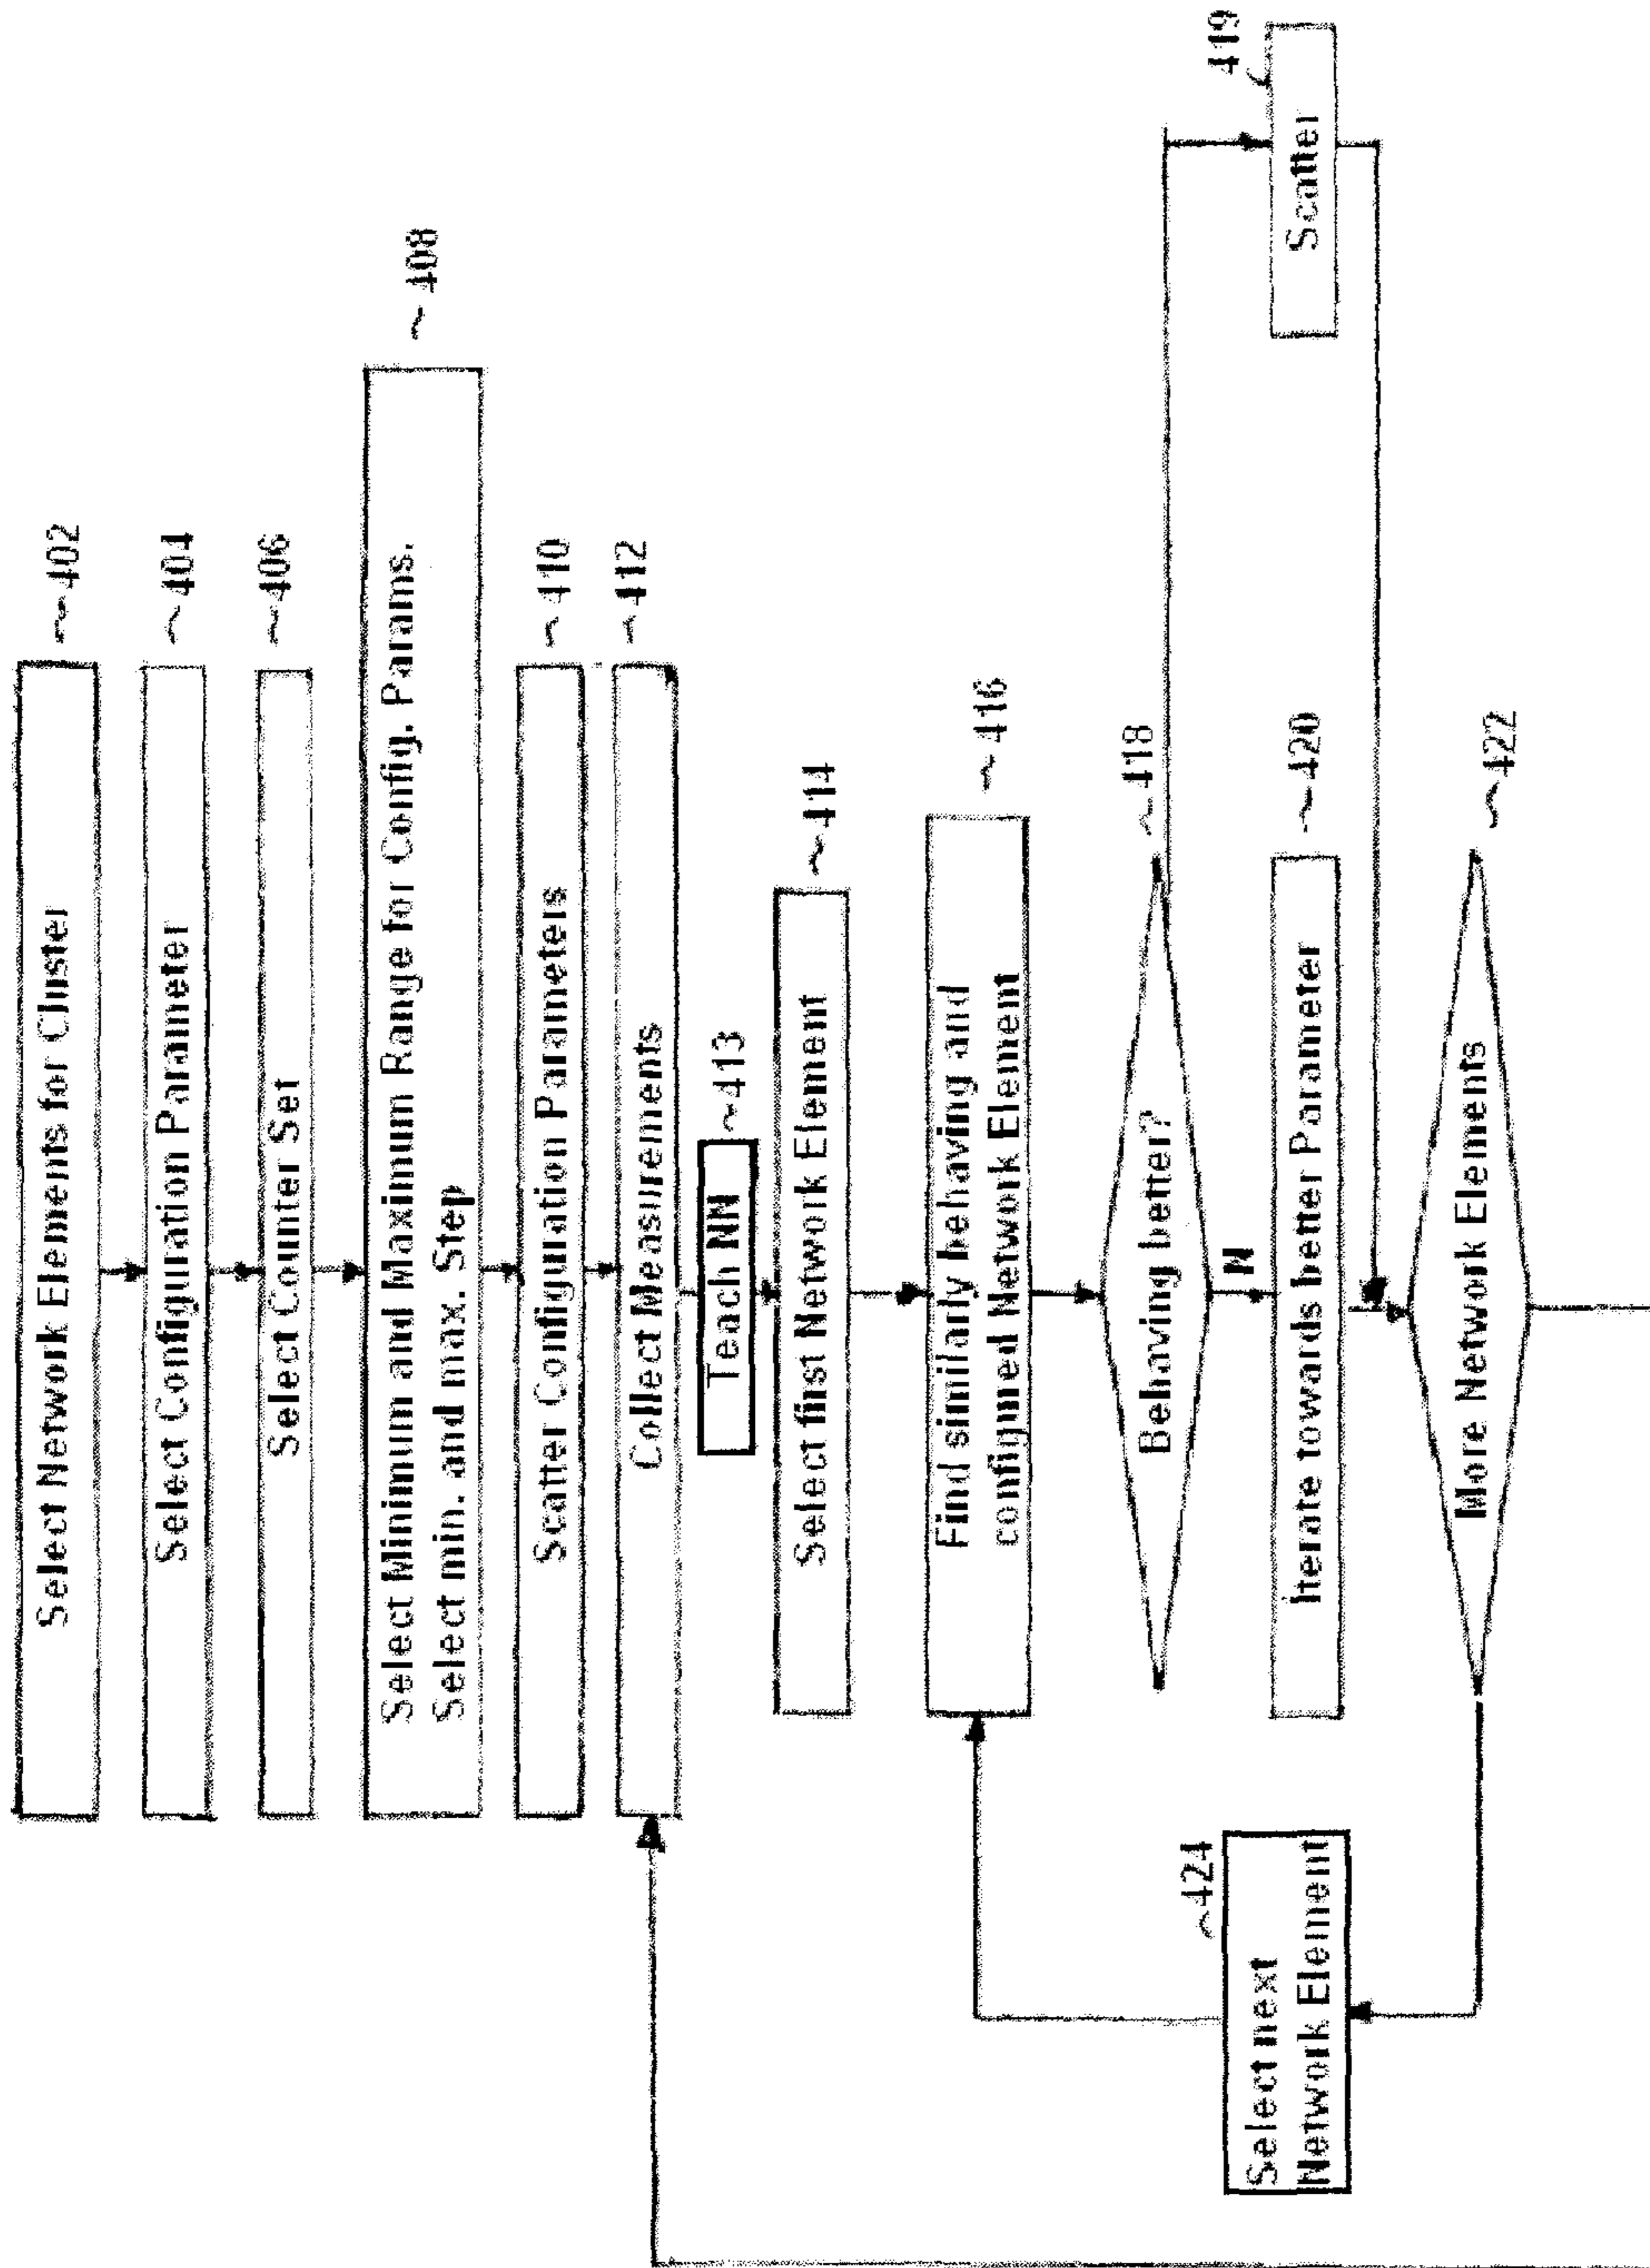 Select Network Elements for Cluster
~402
Select Configuration Parameter
~404
Select Counter Set
~406
Select Minimum and Maximum Range for Config. Params.
Select min. and max. Step
~408
Scatter Configuration Parameters
~410
Collect Measurements
~412
Teach NN
~413
Select first Network Element
~414
Find similarly behaving and
configured Network Element
~416
Behaving better?
~418
N
Scatter
419
Iterate towards better Parameter
~420
More Network Elements
~422
Select next
Network Element
~424